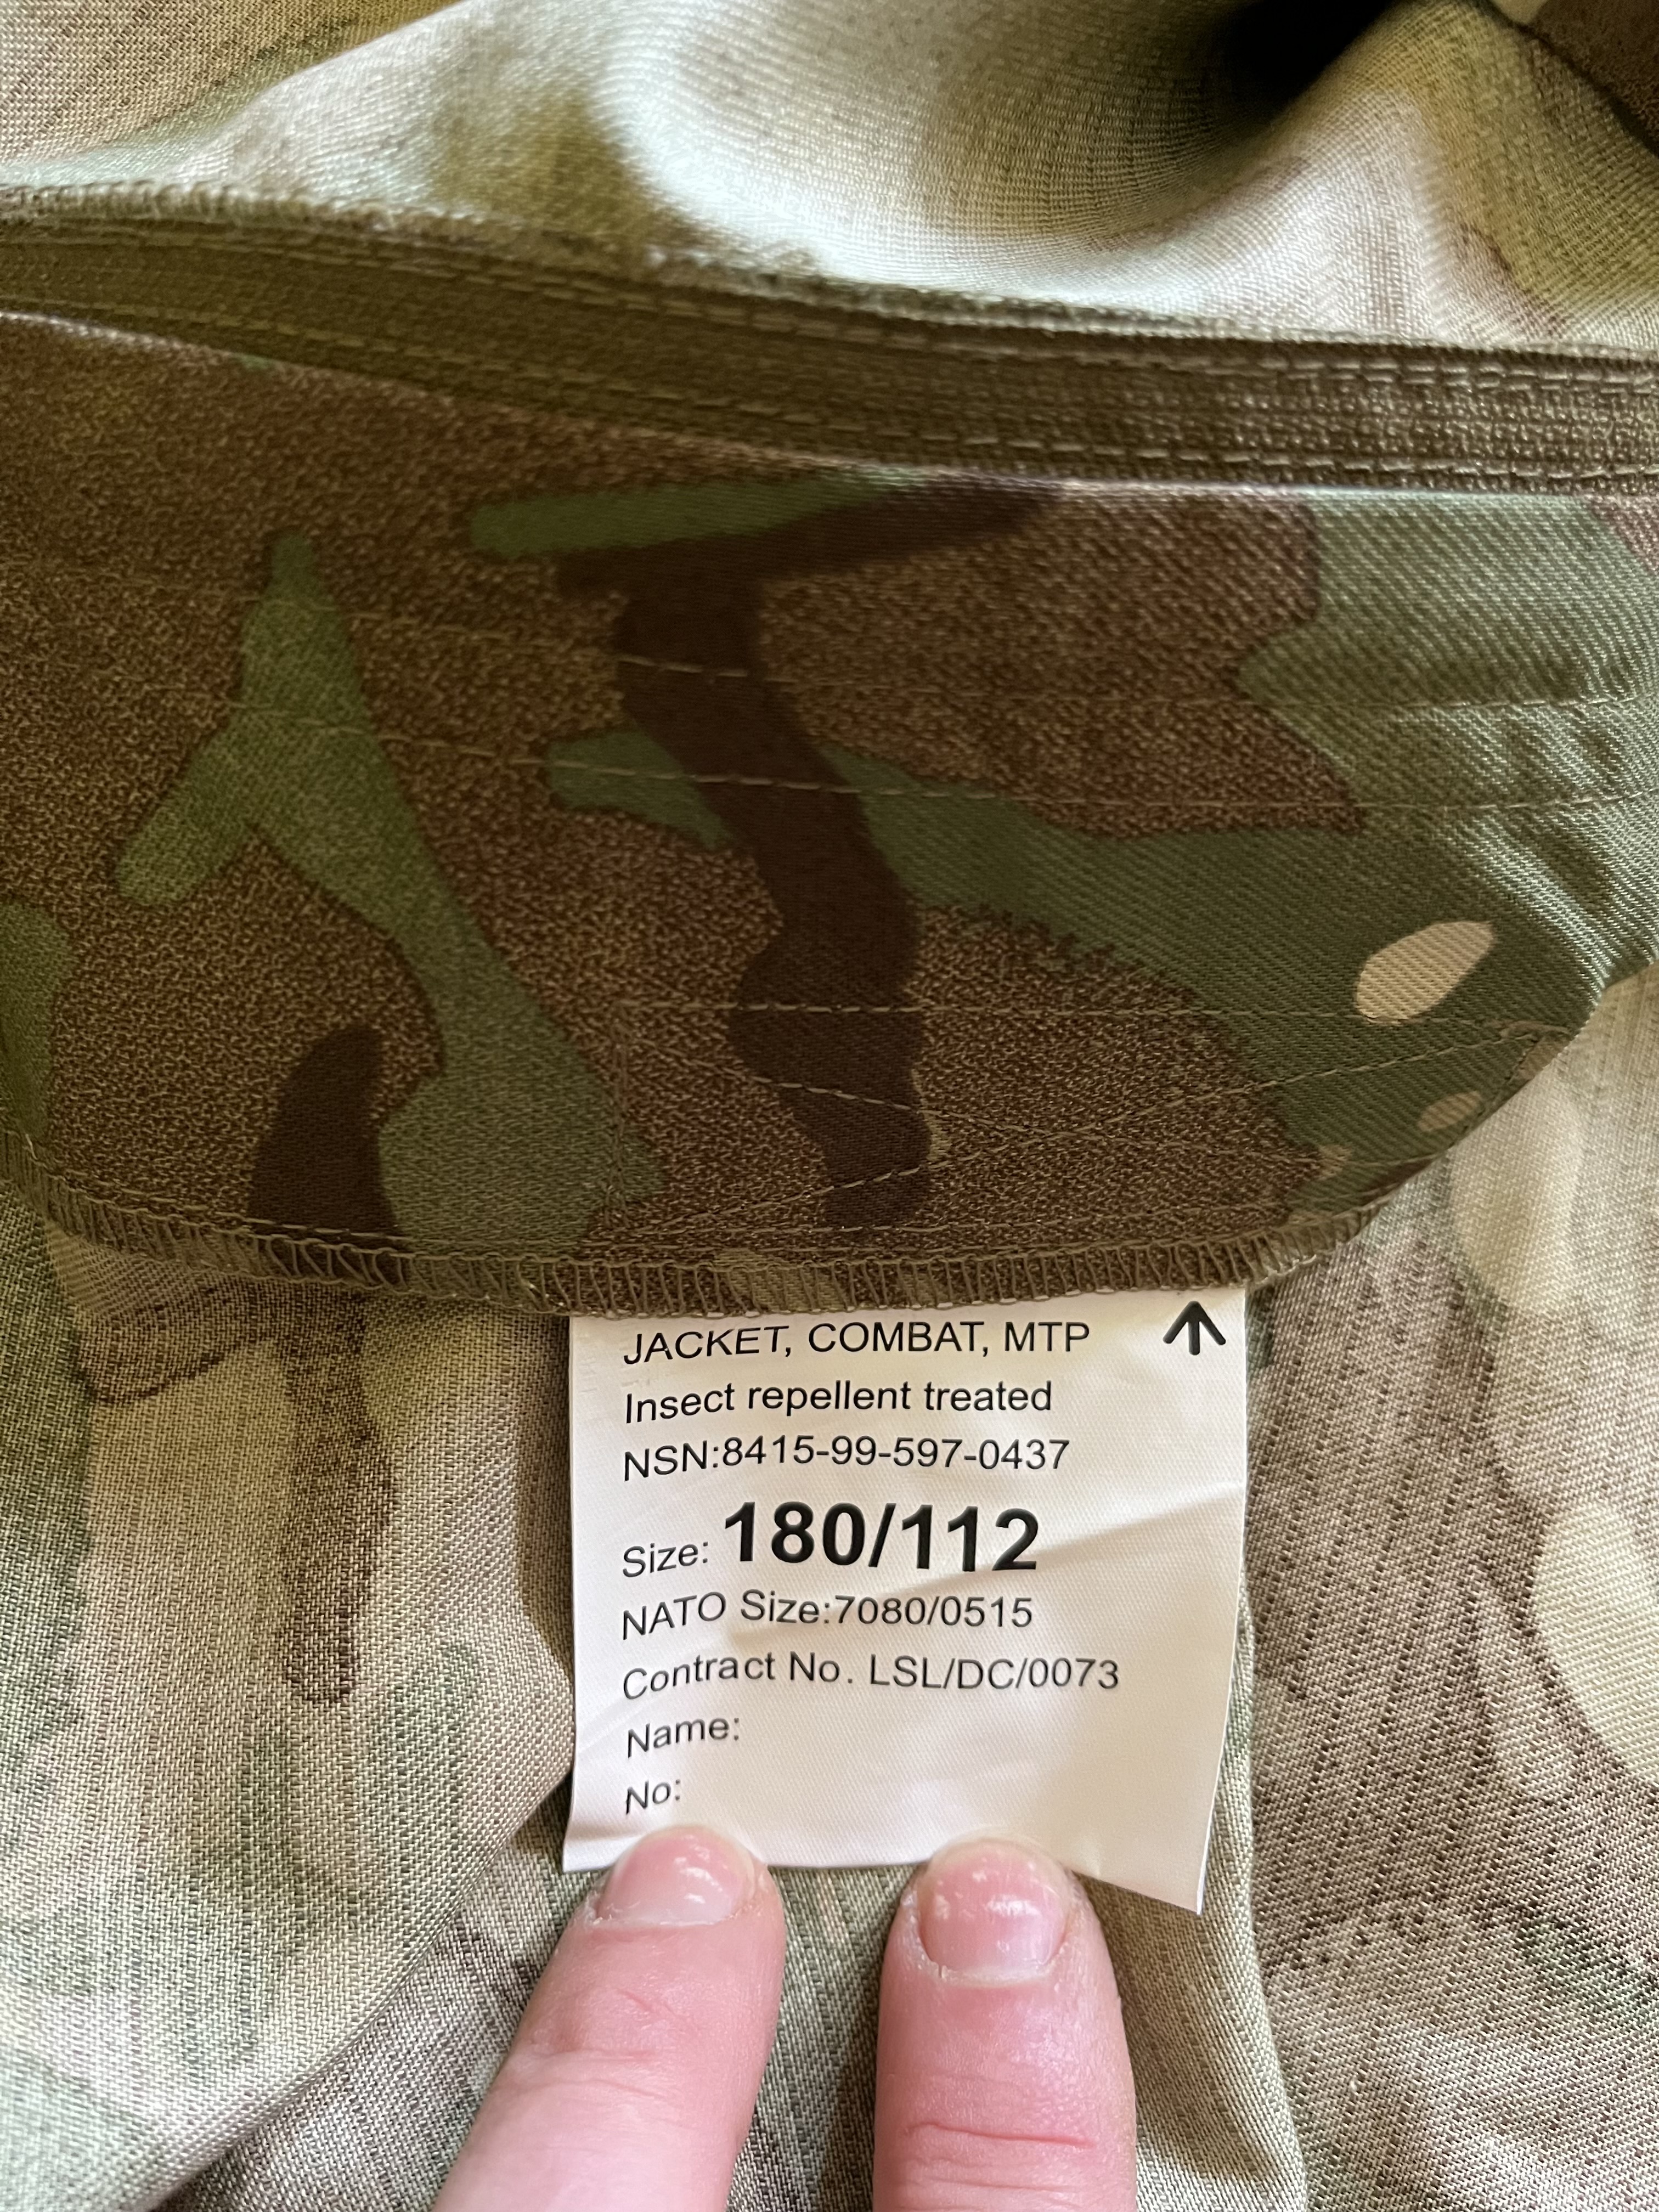 JACKET, COMBAT, MTP
Insect repellent treated
NSN:8415-99-597-0437
Size: 180/112
NATO Size:7080/0515
Contract No. LSL/DC/0073
Name:
No: